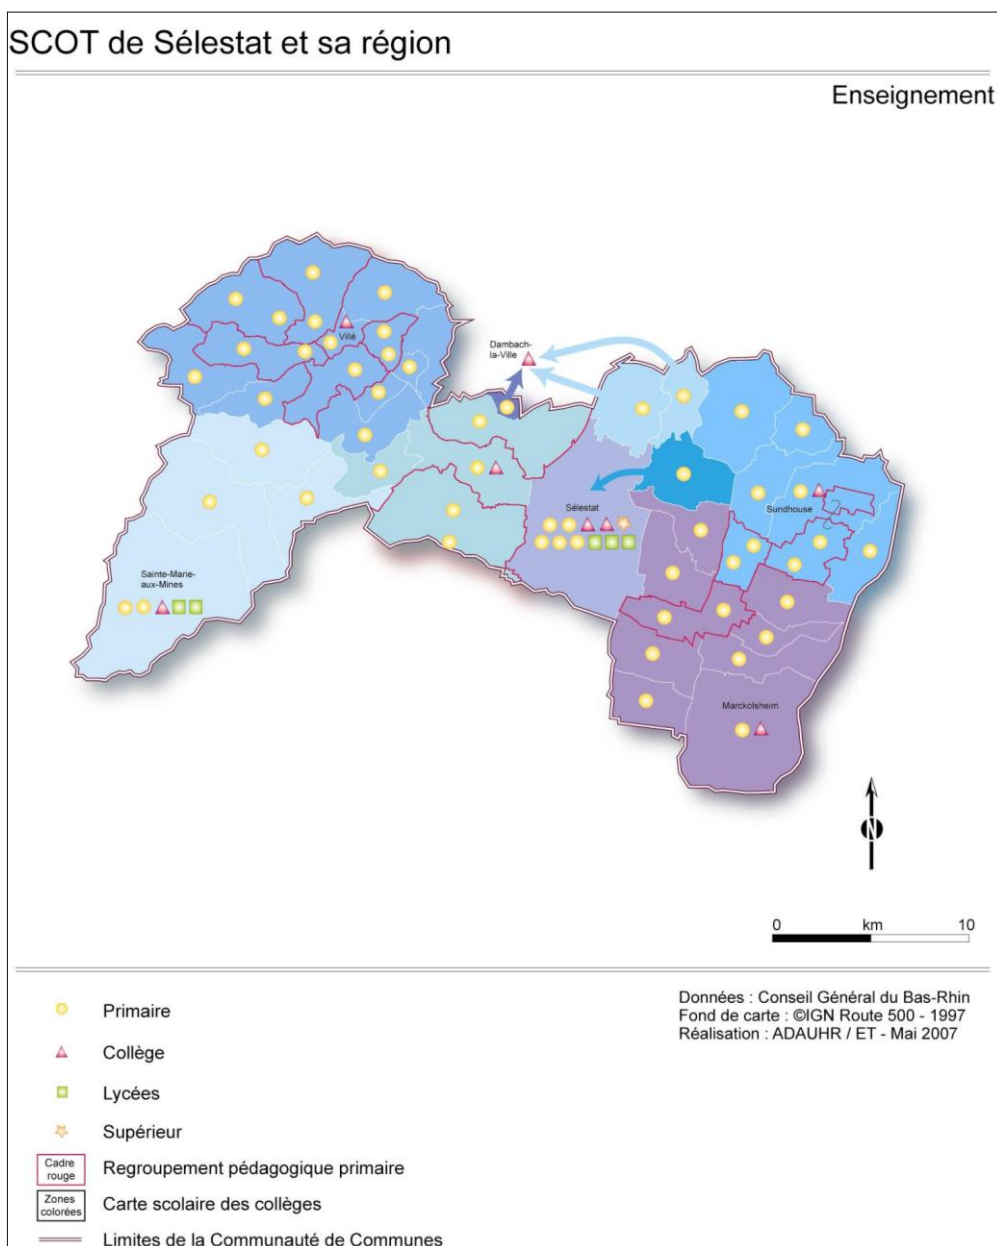 SCOT de Sélestat et sa région
Enseignement
Villé
Dambach-
la-Ville
Sundhouse
Sélestat
Sainte-Marie-
aux-Mines
Marckolsheim
N
0 km 10
Primaire
Collège
Lycées
Supérieur
Cadre
rouge
Regroupement pédagogique primaire
Zones
colorées
Carte scolaire des collèges
Limites de la Communauté de Communes
Données : Conseil Général du Bas-Rhin
Fond de carte : ©IGN Route 500 - 1997
Réalisation : ADAUHR / ET - Mai 2007